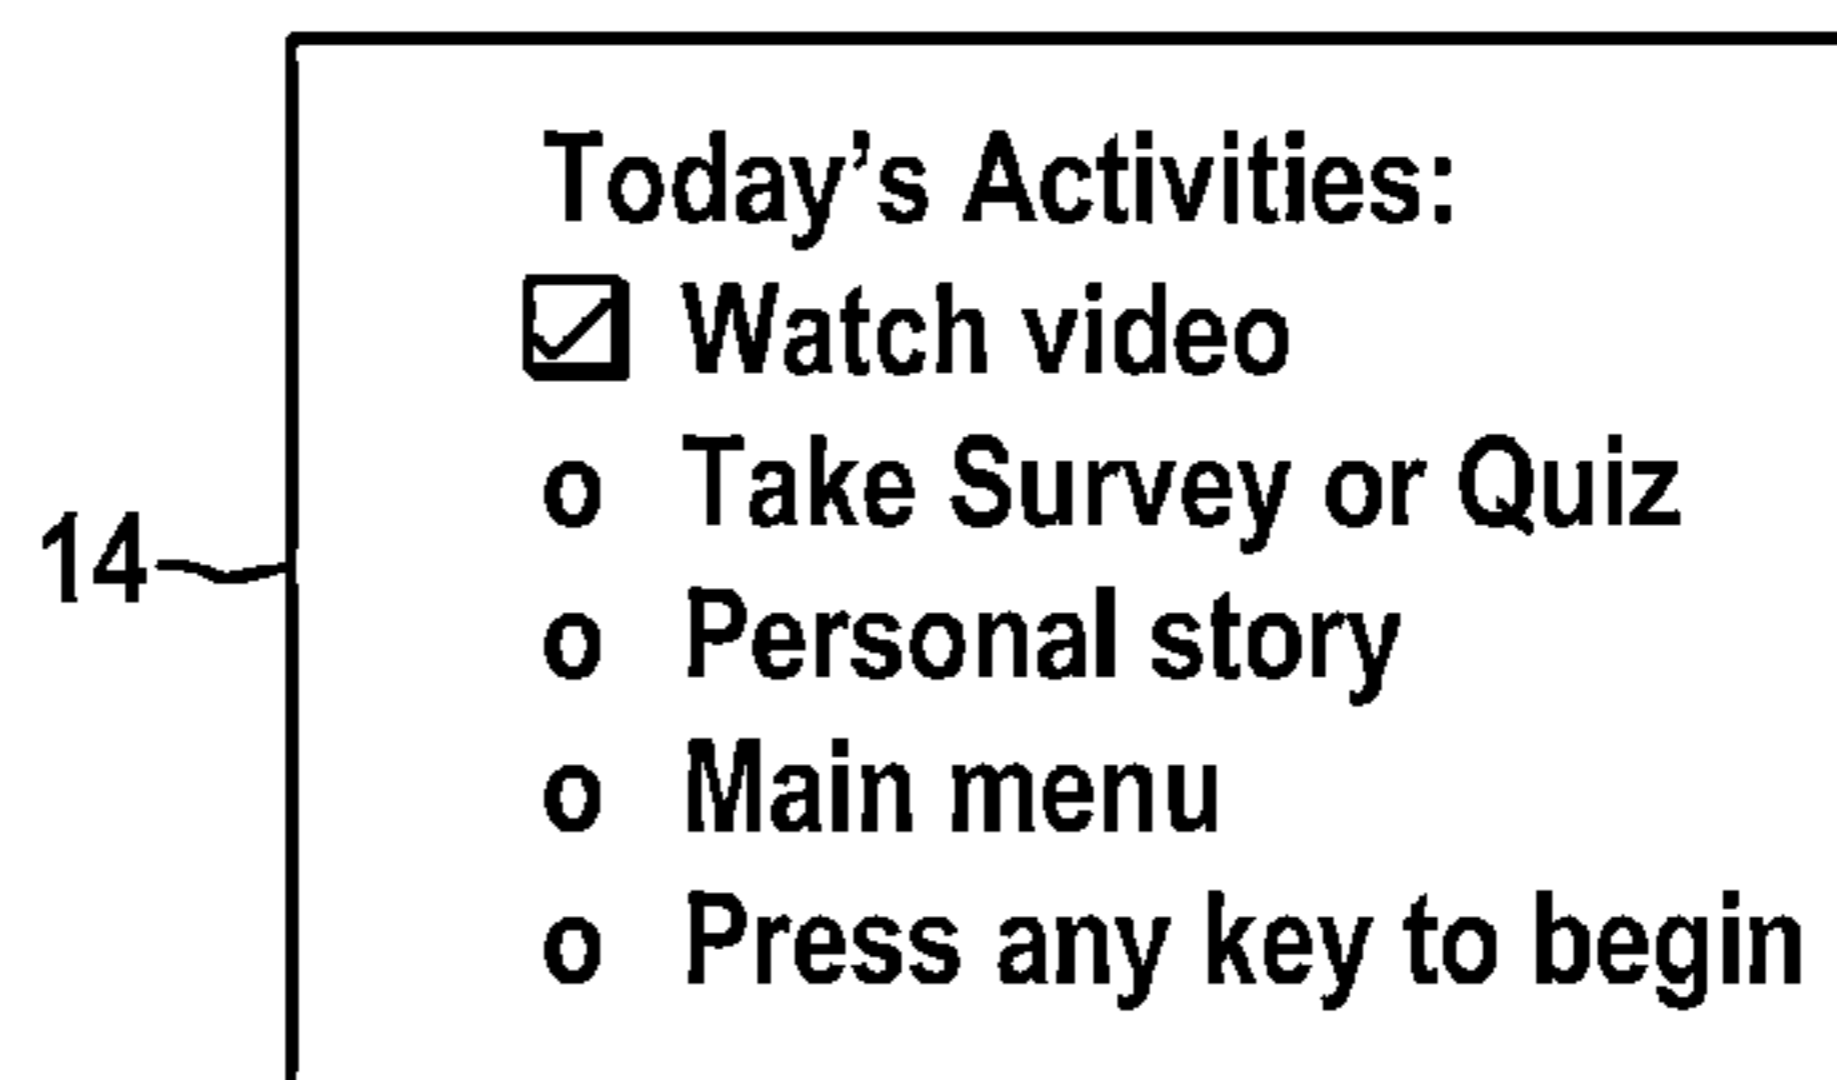 Today's Activities:
☑ Watch video
o Take Survey or Quiz
14
o Personal story
o Main menu
o Press any key to begin